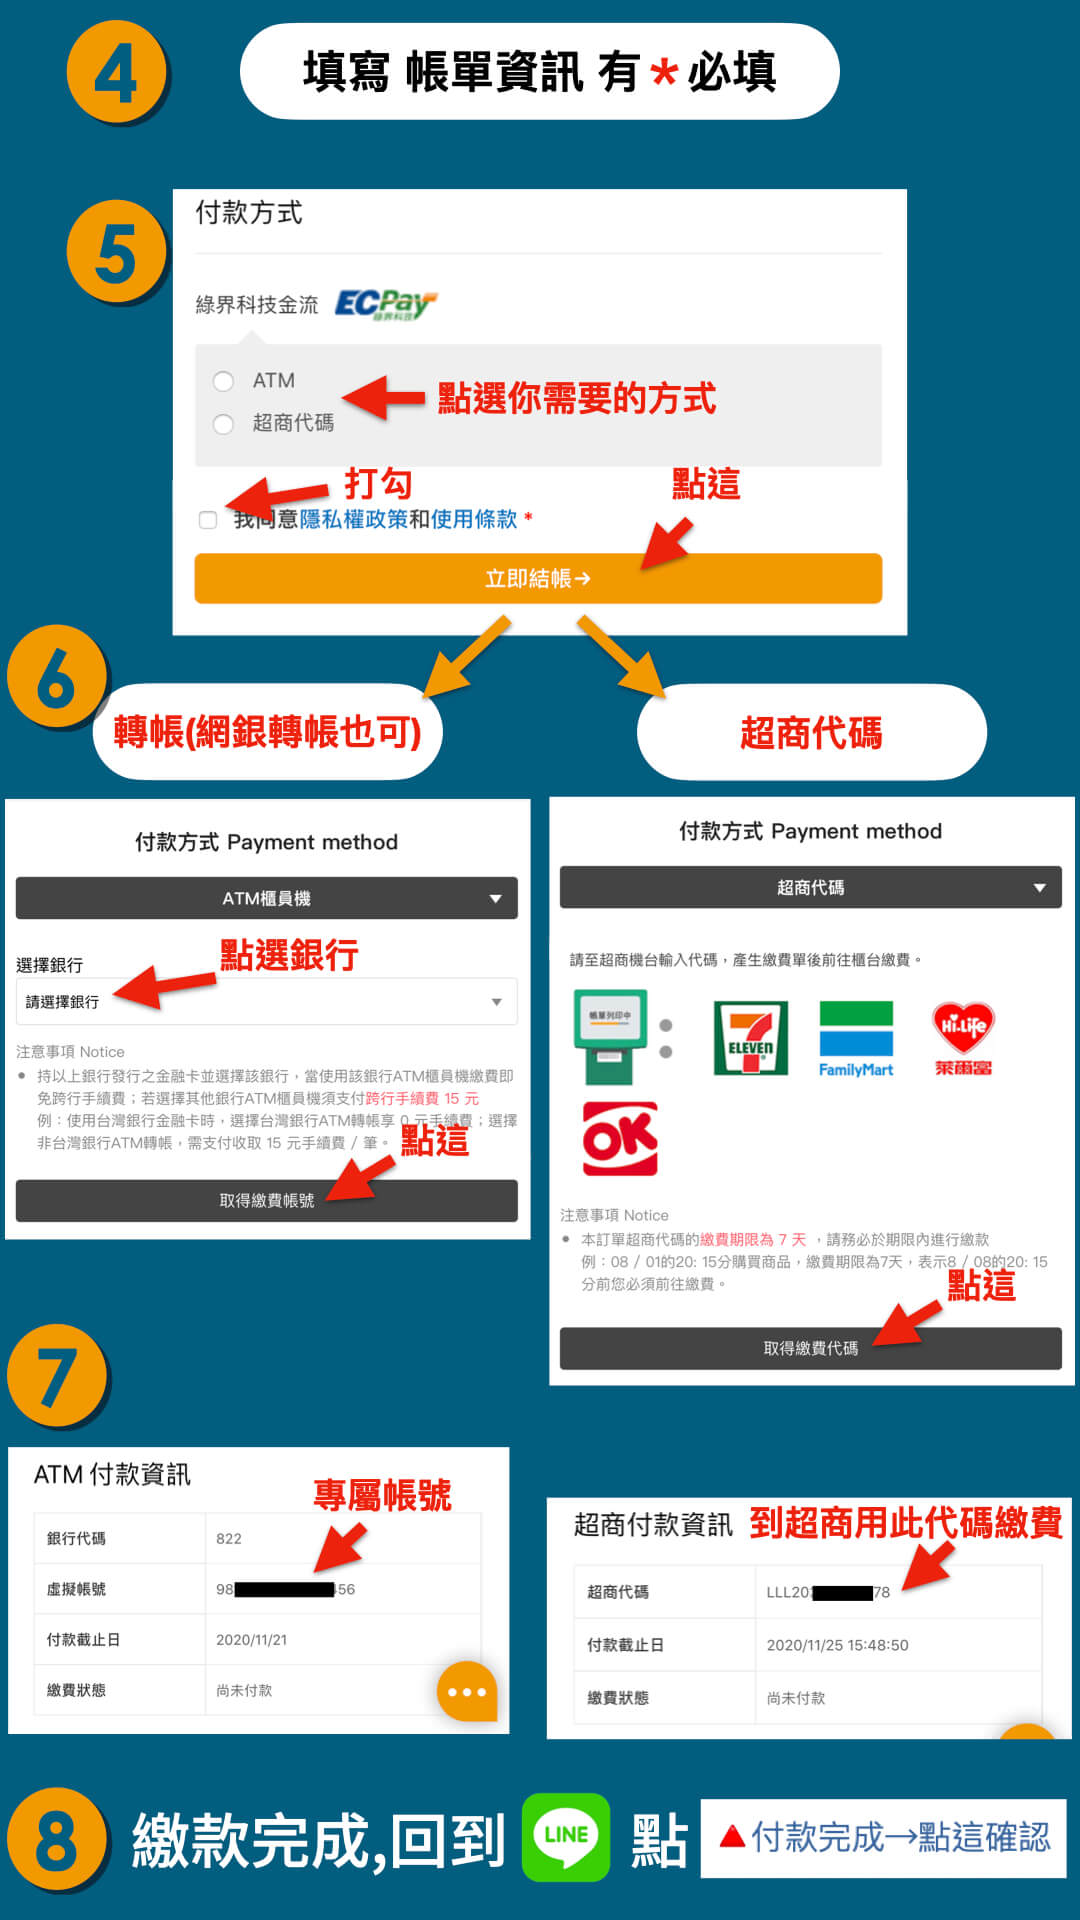 4
填寫 帳單資訊 有*必填
5
付款方式
綠界科技金流 ECPay 綠界科技
ATM
點選你需要的方式
超商代碼
打勾
點這
我同意隱私權政策和使用條款 *
立即結帳→
6
轉帳(網銀轉帳也可)
付款方式 Payment method
ATM櫃員機
點選銀行
選擇銀行
請選擇銀行
注意事項 Notice
持以上銀行發行之金融卡並選擇該銀行，當使用該銀行ATM櫃員機繳費即
免跨行手續費；若選擇其他銀行ATM櫃員機須支付跨行手續費 15 元
例：使用台灣銀行金融卡時，選擇台灣銀行ATM轉帳享 0 元手續費；選擇
非台灣銀行ATM轉帳，需支付收取 15 元手續費 / 筆。
點這
取得繳費帳號
超商代碼
付款方式 Payment method
超商代碼
請至超商機台輸入代碼，產生繳費單後前往櫃台繳費。
帳單列印中
7 ELEVEN
FamilyMart
Hi-Life
萊爾富
OK
注意事項 Notice
本訂單超商代碼的繳費期限為 7 天 ，請務必於期限內進行繳款
例：08 / 01的20: 15分購買商品，繳費期限為7天，表示8 / 08的20: 15
分前您必須前往繳費。
點這
取得繳費代碼
7
ATM 付款資訊
專屬帳號
銀行代碼 822
虛擬帳號 98 456
付款截止日 2020/11/21
繳費狀態 尚未付款
超商付款資訊 到超商用此代碼繳費
超商代碼 LLL20 78
付款截止日 2020/11/25 15:48:50
繳費狀態 尚未付款
8
繳款完成,回到 LINE 點 付款完成→點這確認